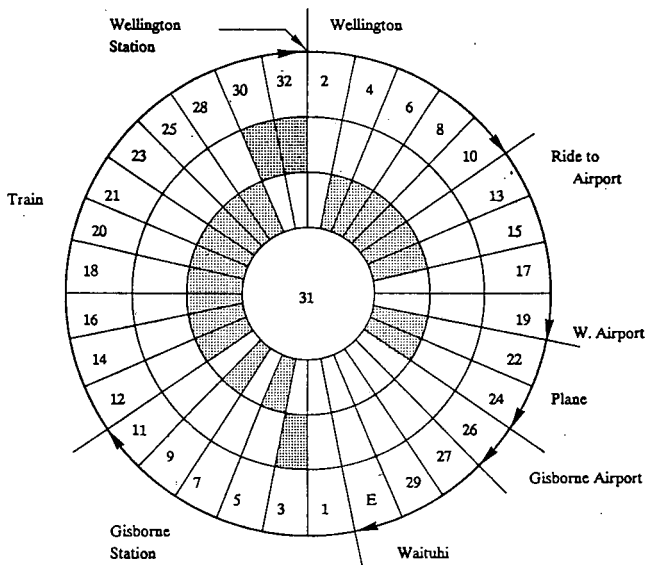 Wellington
Station
Wellington
30
32
2
4
28
6
25
8
23
10
Ride to
Airport
Train
21
13
20
15
18
17
31
16
19
W. Airport
14
22
12
24
Plane
11
26
9
27
Gisborne Airport
7
29
5
E
3
1
Gisborne
Station
Waituhi